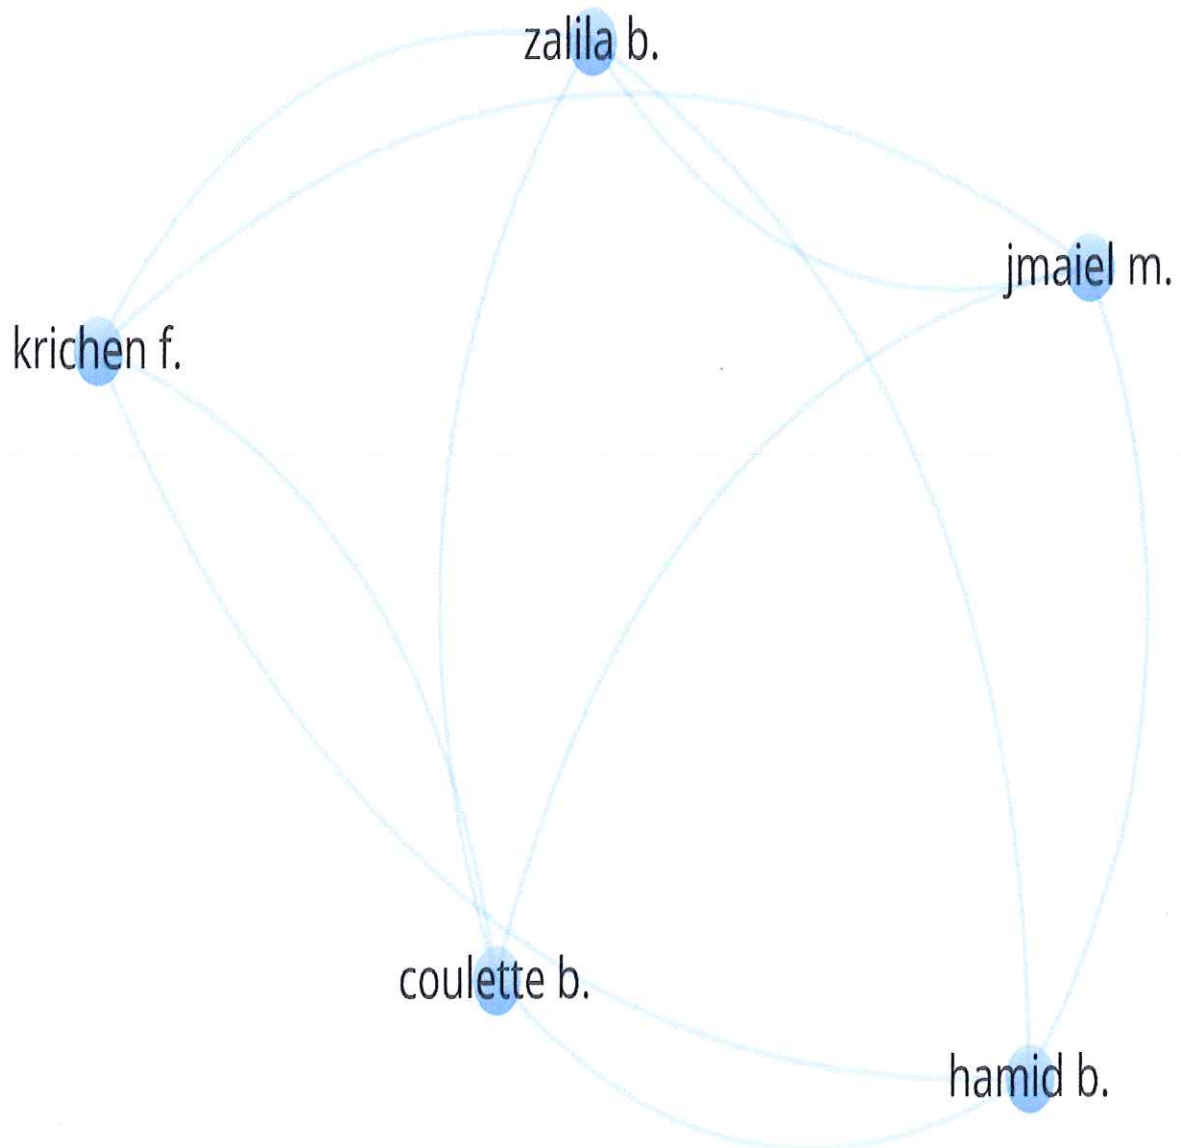 zalila b.
jmaiel m.
krichen f.
coulette b.
hamid b.